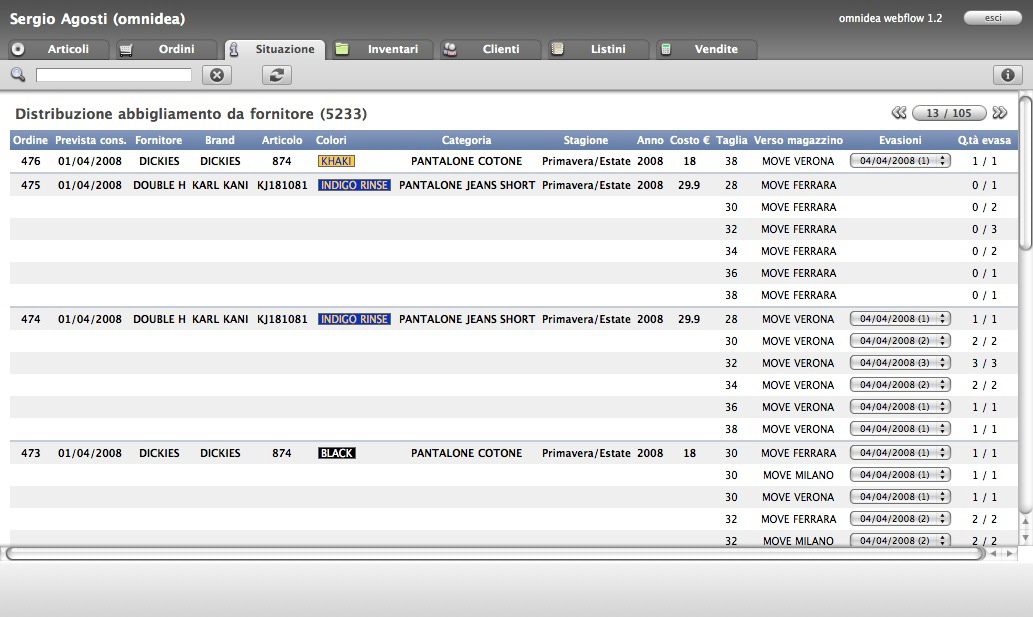 Sergio Agosti (omnidea)
omnidea webflow 1.2 esci
Articoli Ordini Situazione Inventari Clienti Listini Vendite
Distribuzione abbigliamento da fornitore (5233) 13 / 105
Ordine Prevista cons. Fornitore Brand Articolo Colori Categoria Stagione Anno Costo € Taglia Verso magazzino Evasioni Q.tà evasa
476 01/04/2008 DICKIES DICKIES 874 KHAKI PANTALONE COTONE Primavera/Estate 2008 18 38 MOVE VERONA 04/04/2008 (1) 1 / 1
475 01/04/2008 DOUBLE H KARL KANI KJ181081 INDIGO RINSE PANTALONE JEANS SHORT Primavera/Estate 2008 29.9 28 MOVE FERRARA 0 / 1
30 MOVE FERRARA 0 / 2
32 MOVE FERRARA 0 / 3
34 MOVE FERRARA 0 / 2
36 MOVE FERRARA 0 / 1
38 MOVE FERRARA 0 / 1
474 01/04/2008 DOUBLE H KARL KANI KJ181081 INDIGO RINSE PANTALONE JEANS SHORT Primavera/Estate 2008 29.9 28 MOVE VERONA 04/04/2008 (1) 1 / 1
30 MOVE VERONA 04/04/2008 (2) 2 / 2
32 MOVE VERONA 04/04/2008 (3) 3 / 3
34 MOVE VERONA 04/04/2008 (2) 2 / 2
36 MOVE VERONA 04/04/2008 (1) 1 / 1
38 MOVE VERONA 04/04/2008 (1) 1 / 1
473 01/04/2008 DICKIES DICKIES 874 BLACK PANTALONE COTONE Primavera/Estate 2008 18 30 MOVE FERRARA 04/04/2008 (1) 1 / 1
30 MOVE MILANO 04/04/2008 (1) 1 / 1
30 MOVE VERONA 04/04/2008 (1) 1 / 1
32 MOVE FERRARA 04/04/2008 (2) 2 / 2
32 MOVE MILANO 04/04/2008 (2) 2 / 2